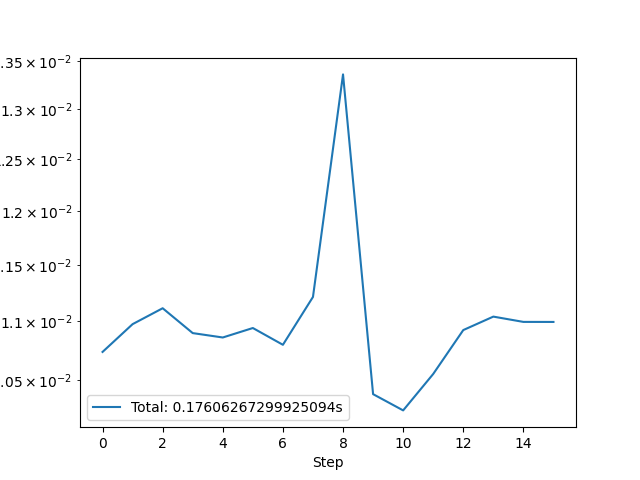 .35 × 10⁻²
1.3 × 10⁻²
.25 × 10⁻²
1.2 × 10⁻²
.15 × 10⁻²
1.1 × 10⁻²
.05 × 10⁻²
Total: 0.17606267299925094s
0 2 4 6 8 10 12 14
Step